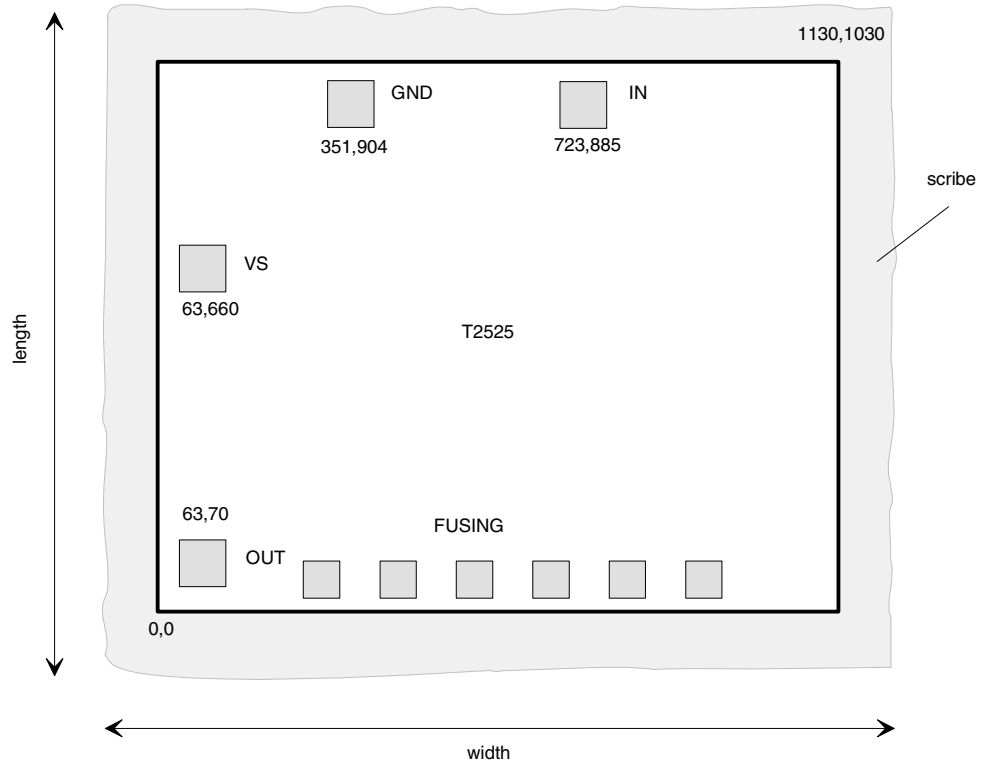 1130,1030
GND
IN
351,904
723,885
scribe
VS
63,660
length
T2525
63,70
FUSING
OUT
0,0
width